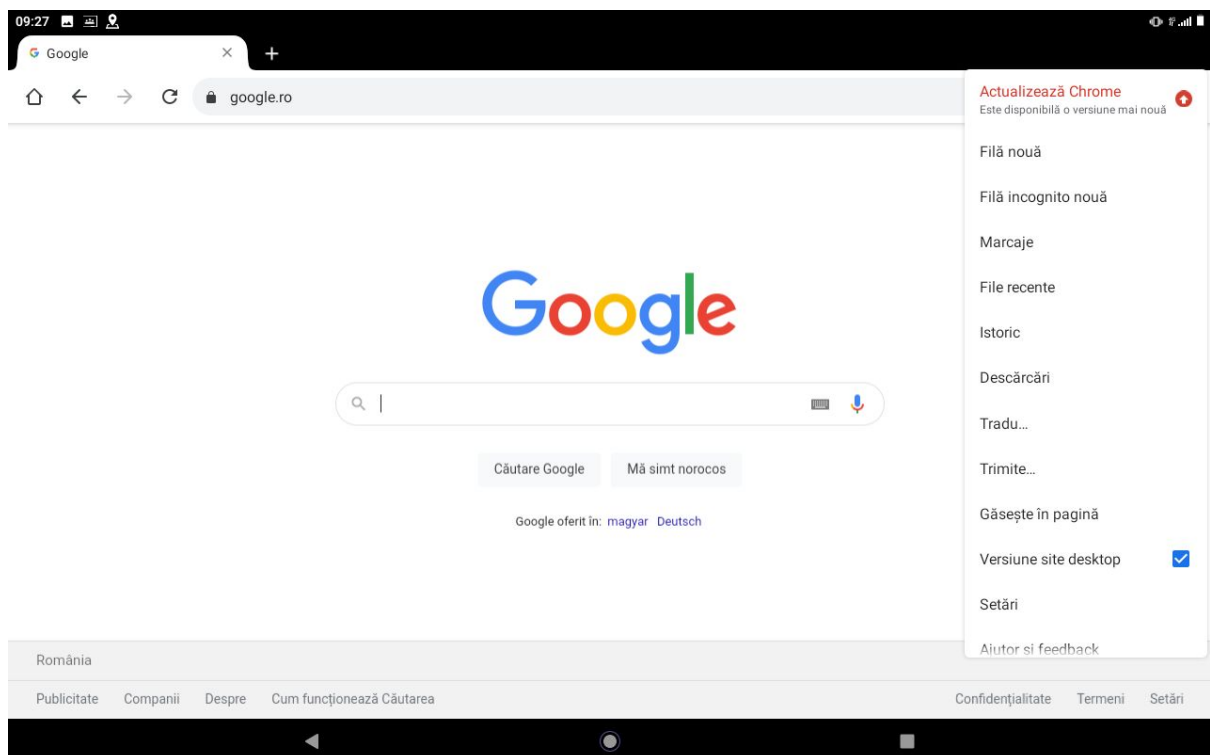 09:27
Google
google.ro
Actualizează Chrome
Este disponibilă o versiune mai nouă
Filă nouă
Filă incognito nouă
Marcaje
File recente
Istoric
Descărcări
Tradu…
Trimite…
Găsește în pagină
Versiune site desktop
Setări
Ajutor si feedback
Google
Căutare Google Mă simt norocos
Google oferit în: magyar Deutsch
România
Publicitate Companii Despre Cum funcționează Căutarea Confidențialitate Termeni Setări